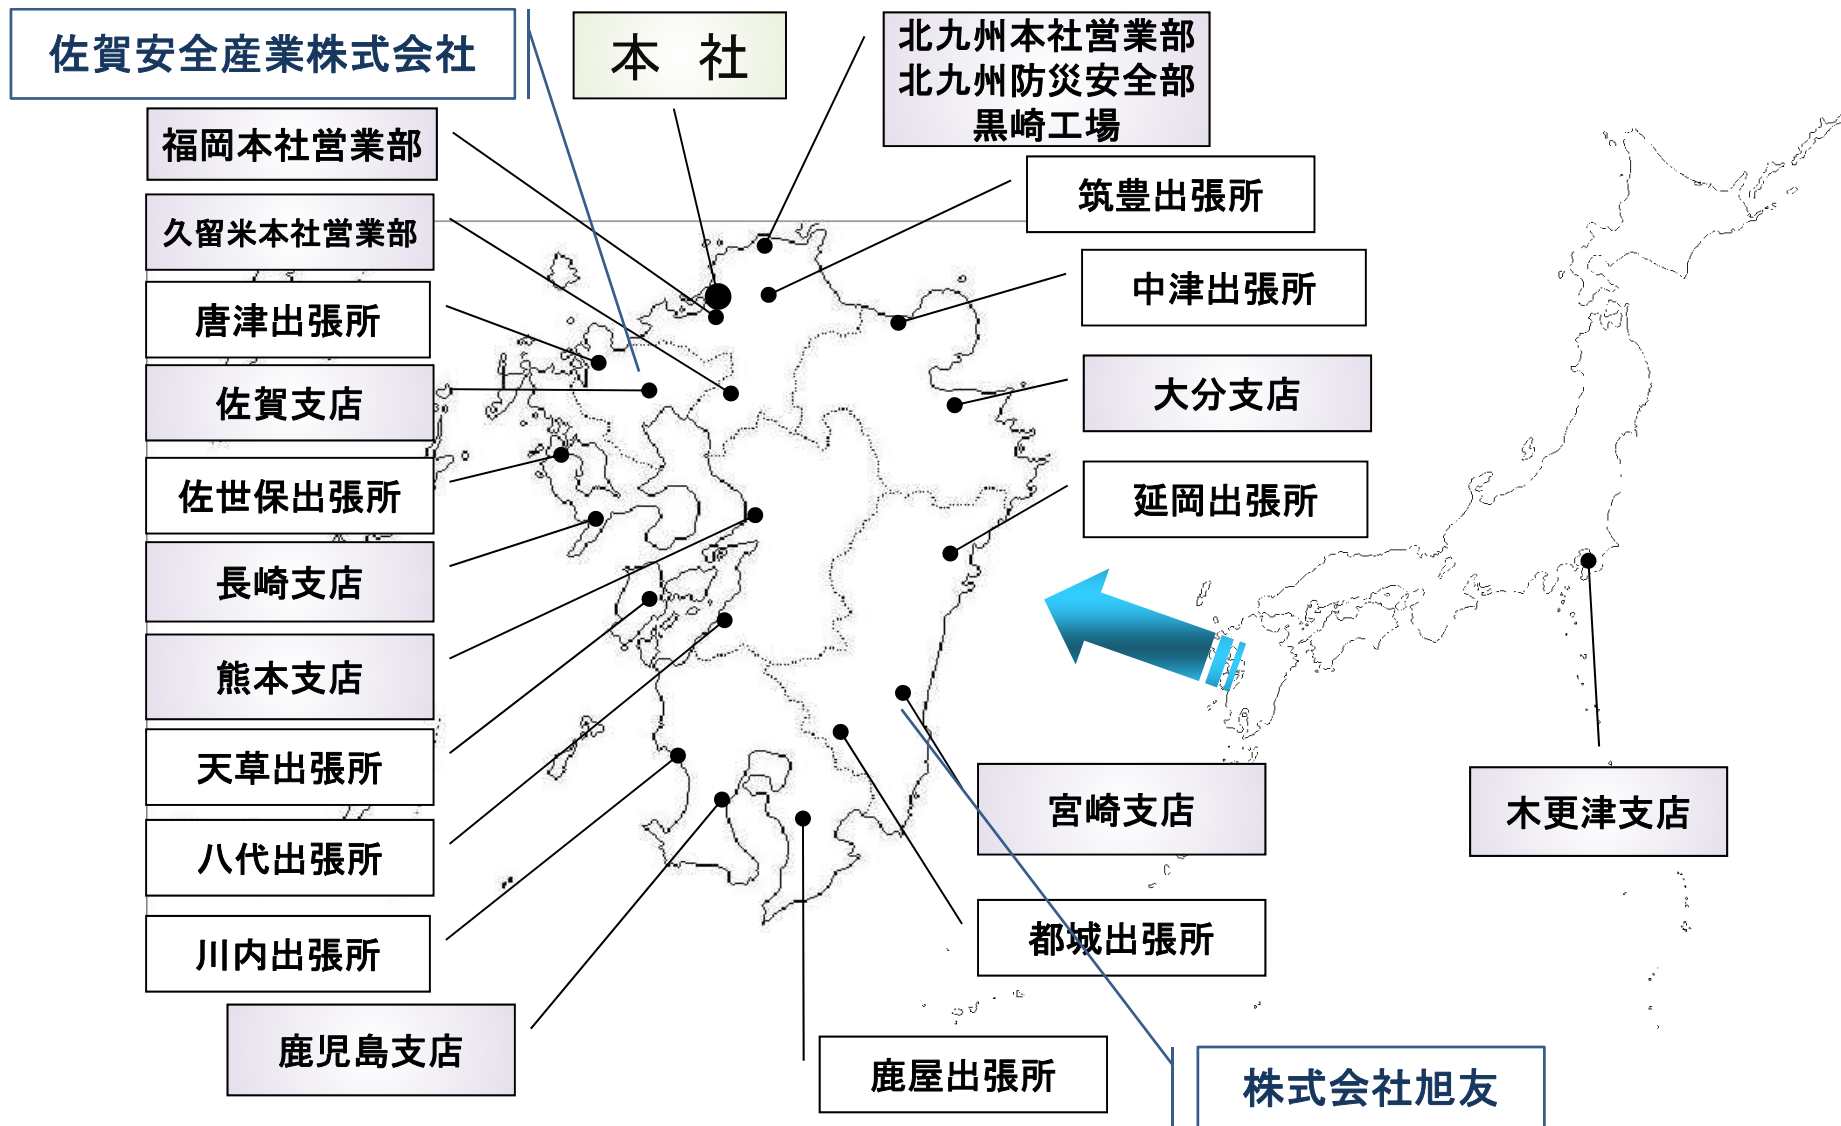 佐賀安全産業株式会社
本 社
北九州本社営業部
北九州防災安全部
黒崎工場
福岡本社営業部
筑豊出張所
久留米本社営業部
中津出張所
唐津出張所
大分支店
佐賀支店
佐世保出張所
延岡出張所
長崎支店
熊本支店
天草出張所
宮崎支店
木更津支店
八代出張所
都城出張所
川内出張所
鹿児島支店
鹿屋出張所
株式会社旭友